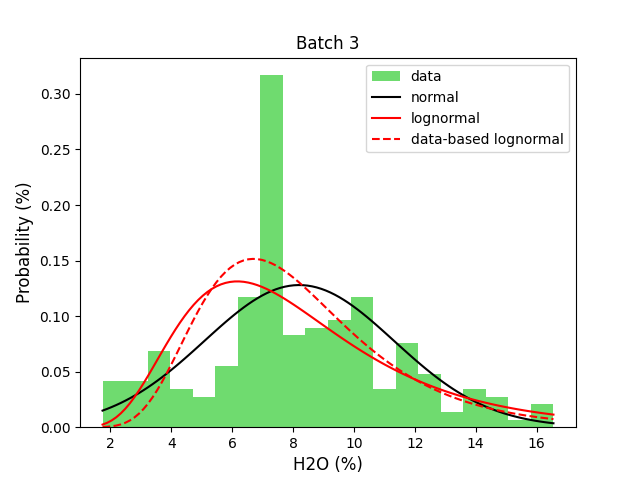 Batch 3
data
normal
lognormal
data-based lognormal
Probability (%)
0.30
0.25
0.20
0.15
0.10
0.05
0.00
2 4 6 8 10 12 14 16
H2O (%)